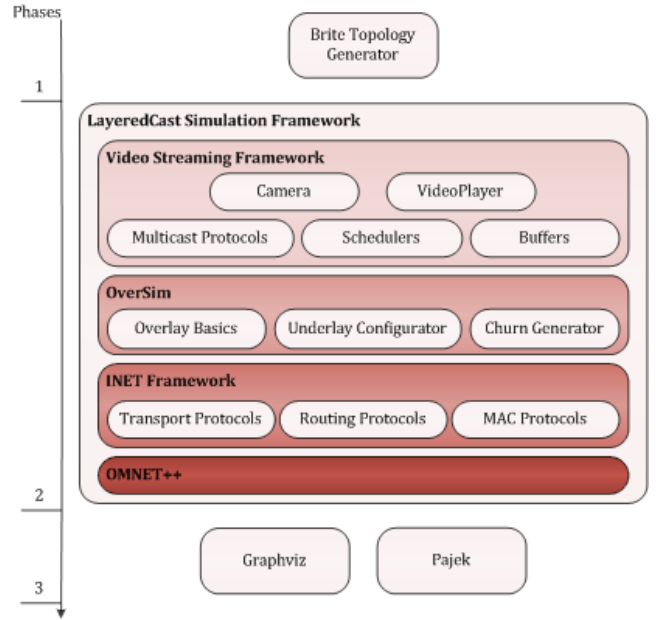 Phases
Brite Topology
Generator
1
LayeredCast Simulation Framework
Video Streaming Framework
Camera
VideoPlayer
Multicast Protocols
Schedulers
Buffers
OverSim
Overlay Basics
Underlay Configurator
Churn Generator
INET Framework
Transport Protocols
Routing Protocols
MAC Protocols
OMNET++
2
Graphviz
Pajek
3